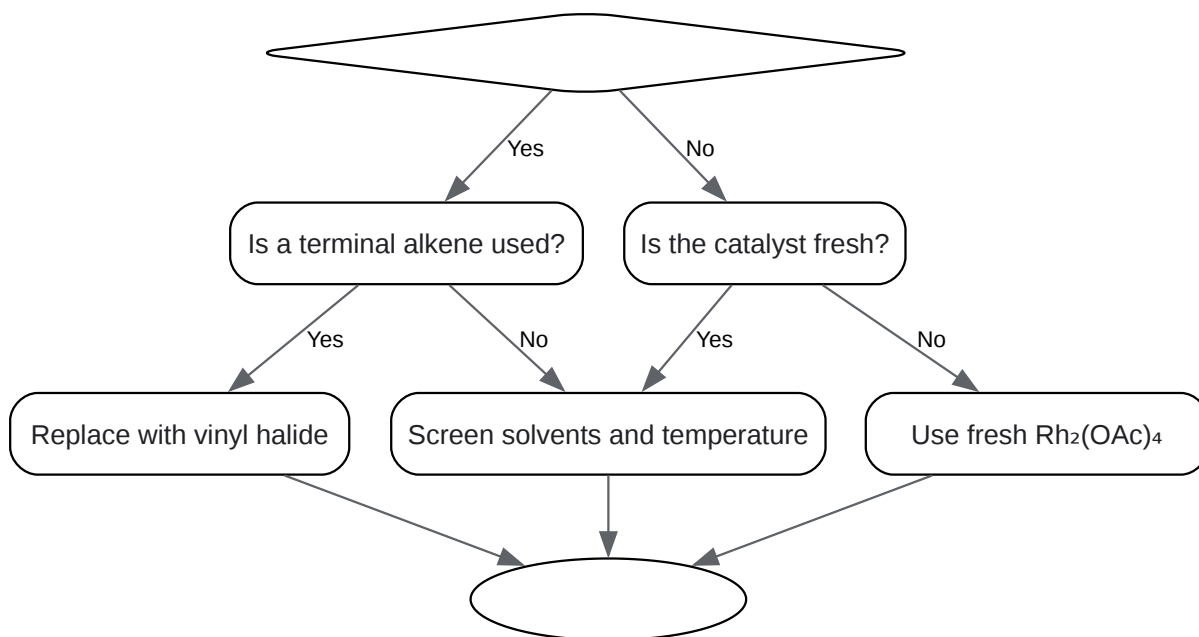 Yes
No
Is a terminal alkene used?
Is the catalyst fresh?
Yes
No
Yes
No
Replace with vinyl halide
Screen solvents and temperature
Use fresh Rh₂(OAc)₄